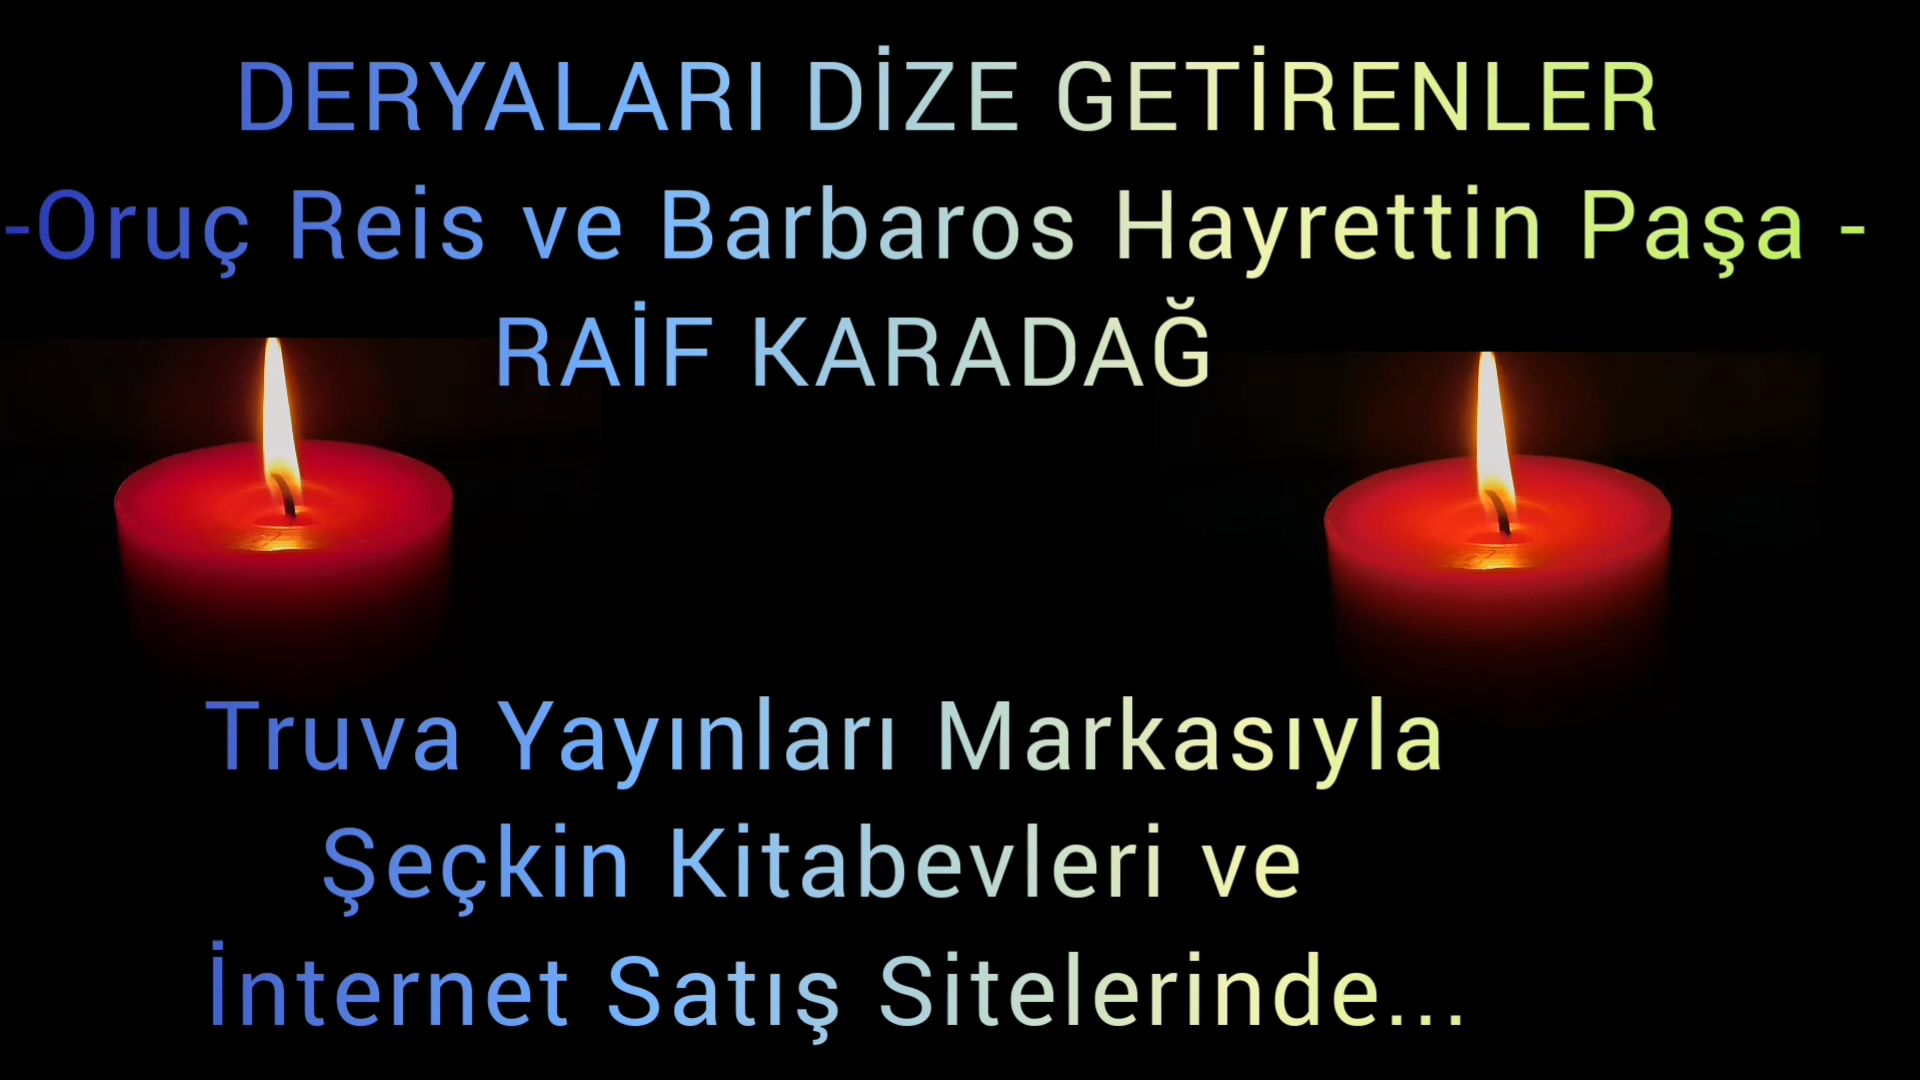 DERYALARI DİZE GETİRENLER
-Oruç Reis ve Barbaros Hayrettin Paşa -
RAİF KARADAĞ
Truva Yayınları Markasıyla
Şeçkin Kitabevleri ve
İnternet Satış Sitelerinde...